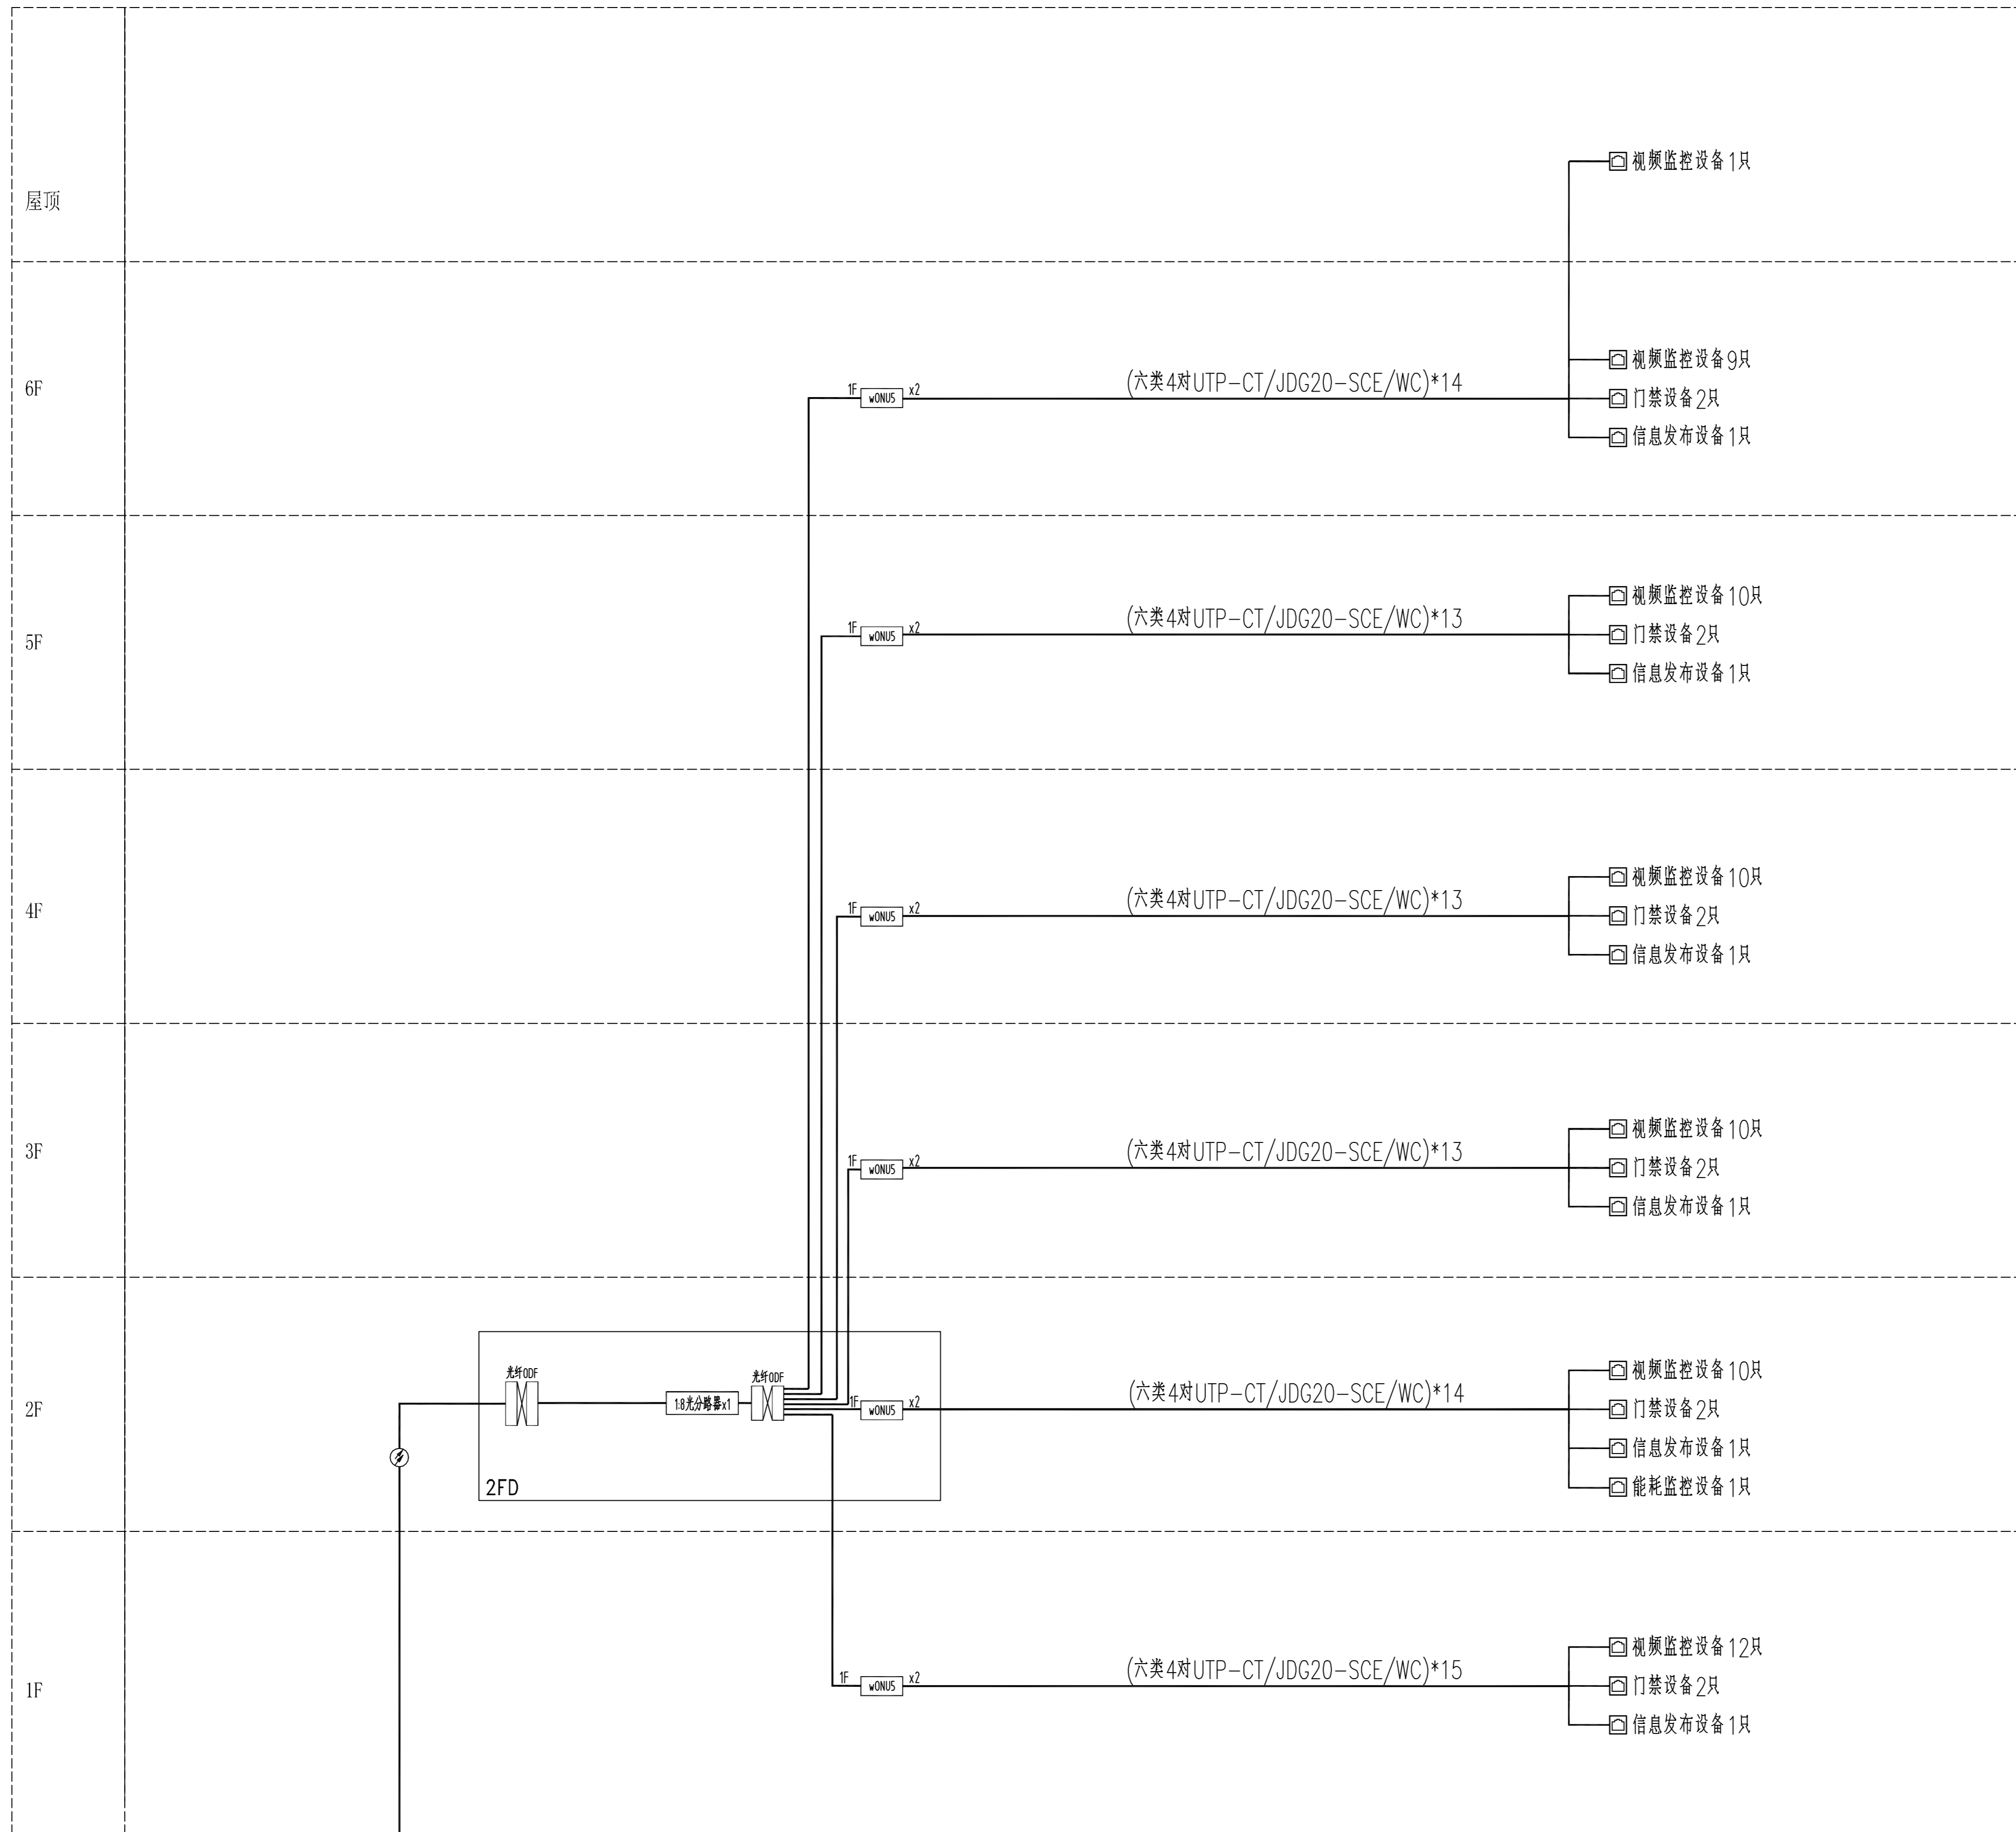 视频监控设备1只
屋顶
视频监控设备9只
6F
1F
wONU5
x2
(六类4对UTP-CT/JDG20-SCE/WC)*14
门禁设备2只
信息发布设备1只
视频监控设备10只
5F
1F
wONU5
x2
(六类4对UTP-CT/JDG20-SCE/WC)*13
门禁设备2只
信息发布设备1只
视频监控设备10只
4F
1F
wONU5
x2
(六类4对UTP-CT/JDG20-SCE/WC)*13
门禁设备2只
信息发布设备1只
视频监控设备10只
3F
1F
wONU5
x2
(六类4对UTP-CT/JDG20-SCE/WC)*13
门禁设备2只
信息发布设备1只
视频监控设备10只
光纤ODF
光纤ODF
2F
1:8光分路器x1
1F
wONU5
x2
(六类4对UTP-CT/JDG20-SCE/WC)*14
门禁设备2只
信息发布设备1只
2FD
能耗监控设备1只
视频监控设备12只
1F
1F
wONU5
x2
(六类4对UTP-CT/JDG20-SCE/WC)*15
门禁设备2只
信息发布设备1只